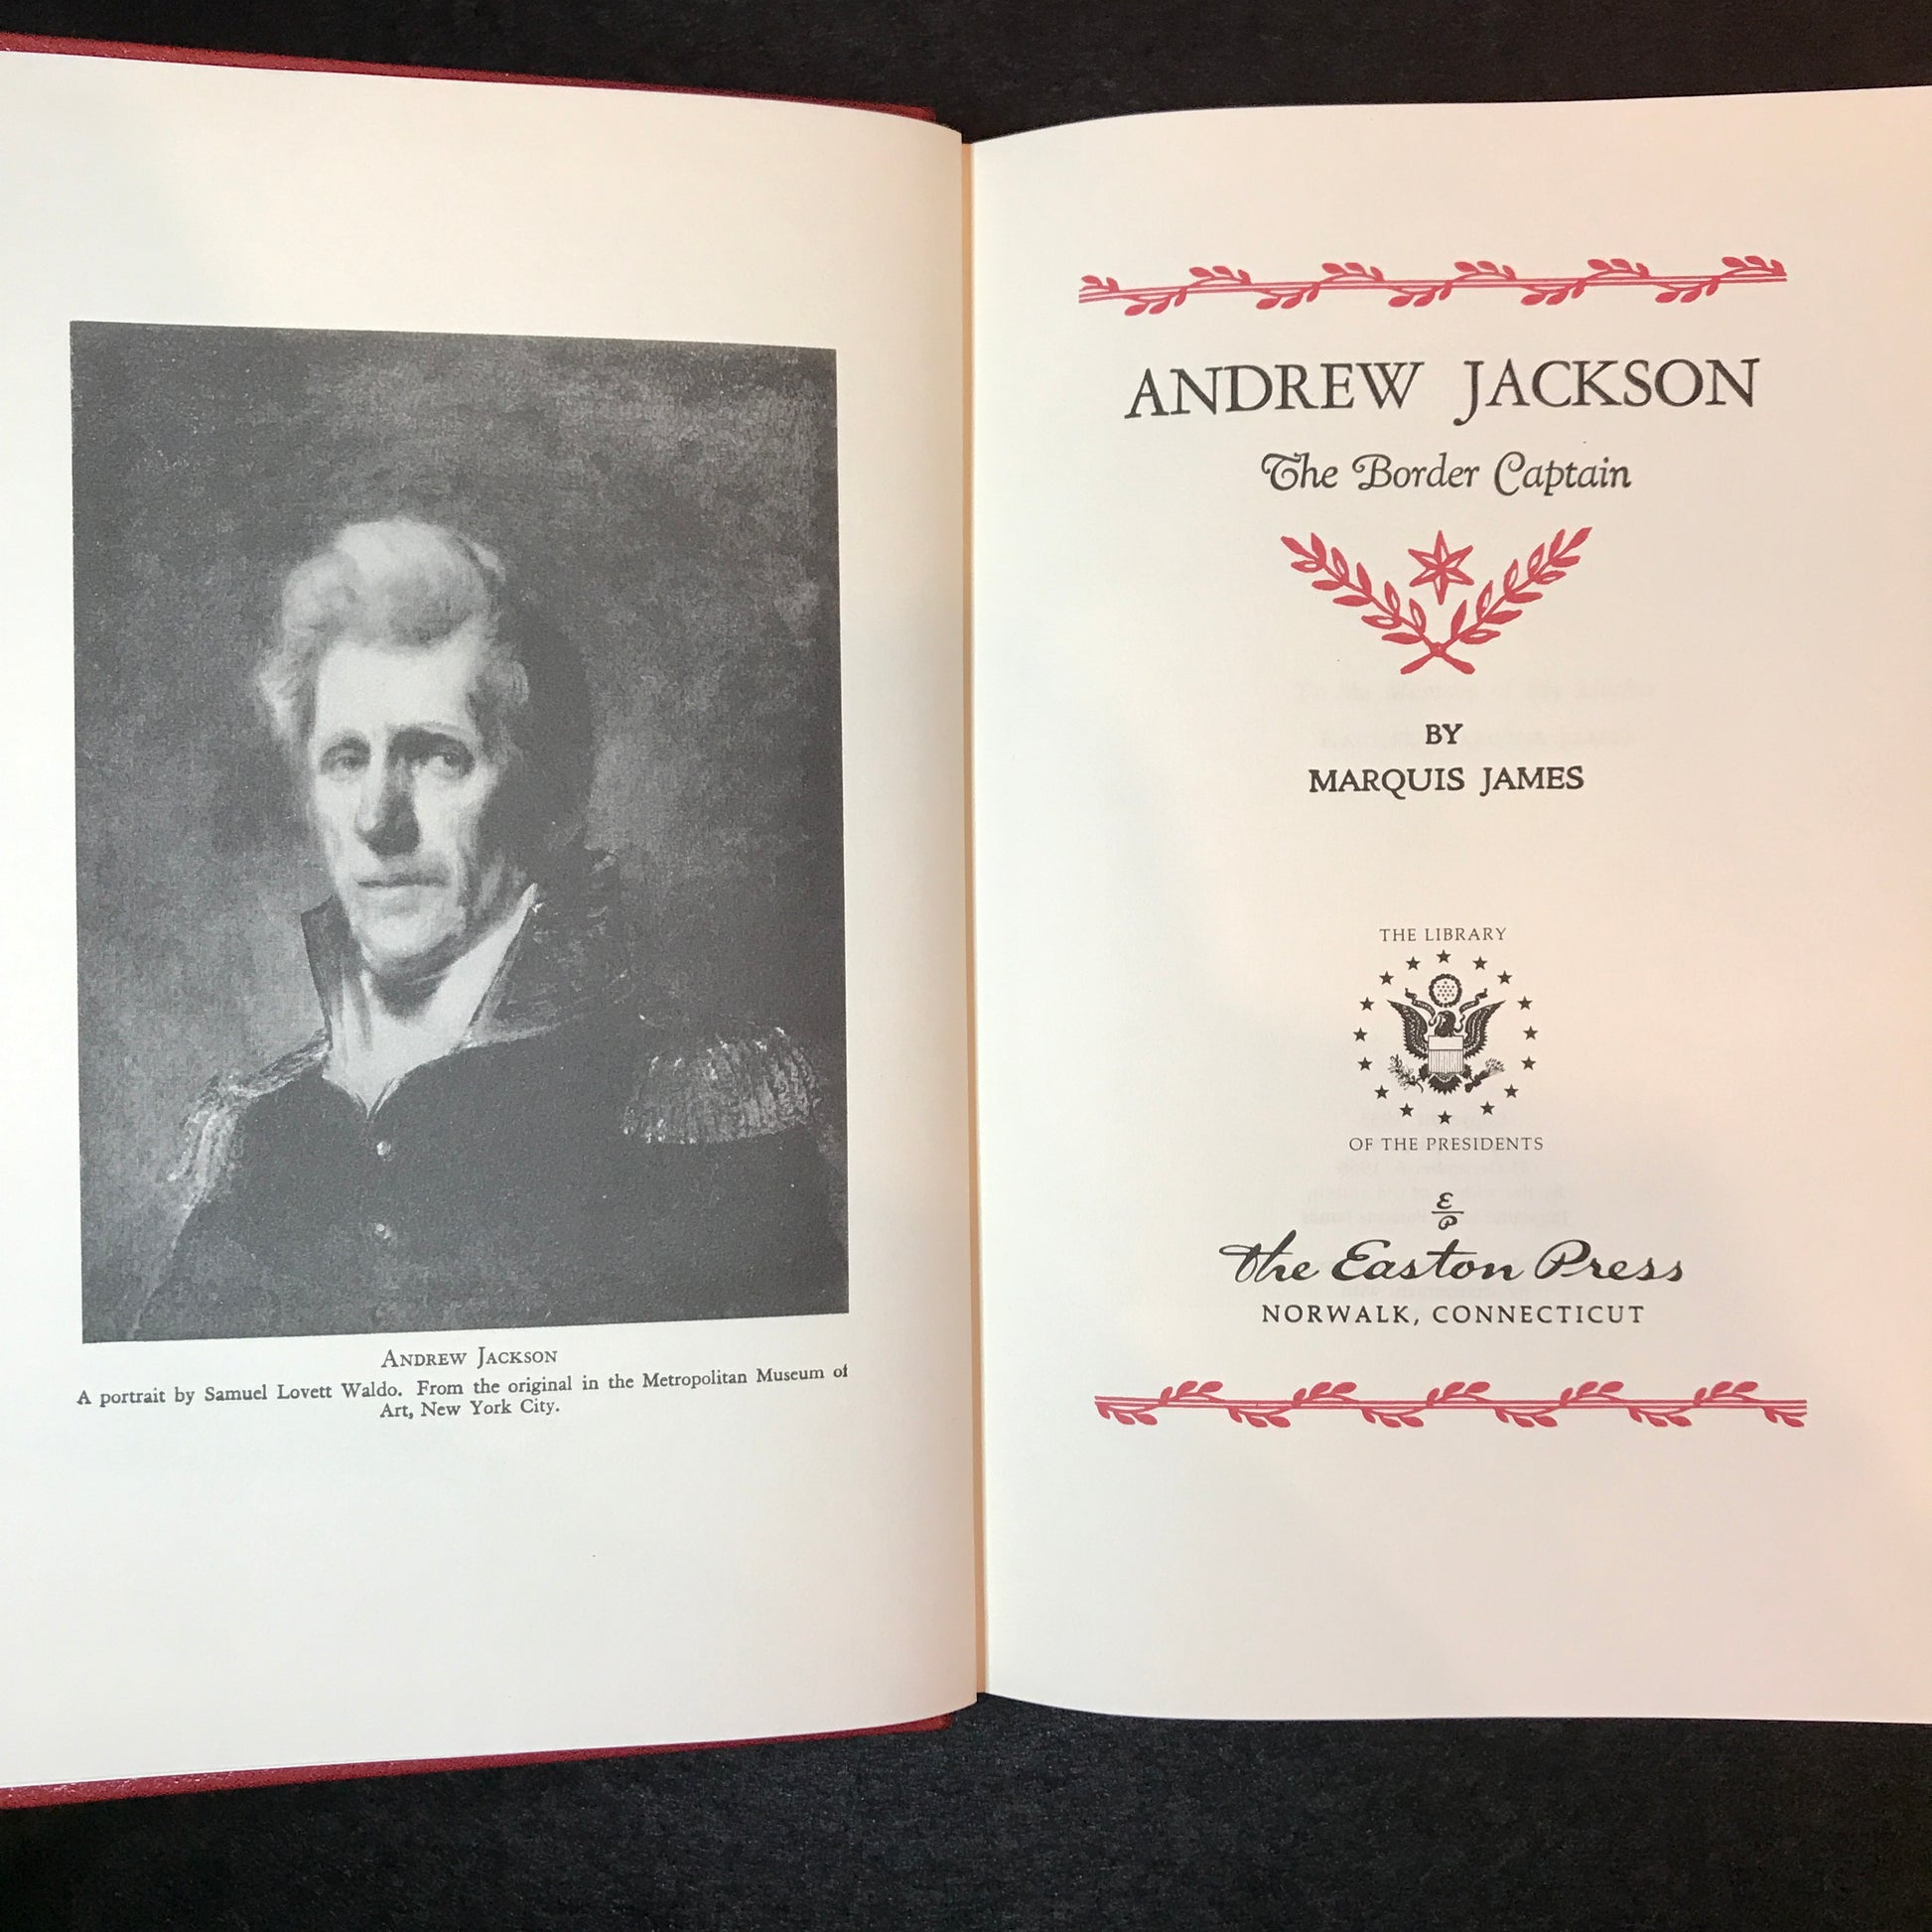 ANDREW JACKSON
A portrait by Samuel Lovett Waldo. From the original in the Metropolitan Museum of
Art, New York City.
ANDREW JACKSON
The Border Captain
BY
MARQUIS JAMES
THE LIBRARY
OF THE PRESIDENTS
E
P
The Easton Press
NORWALK, CONNECTICUT